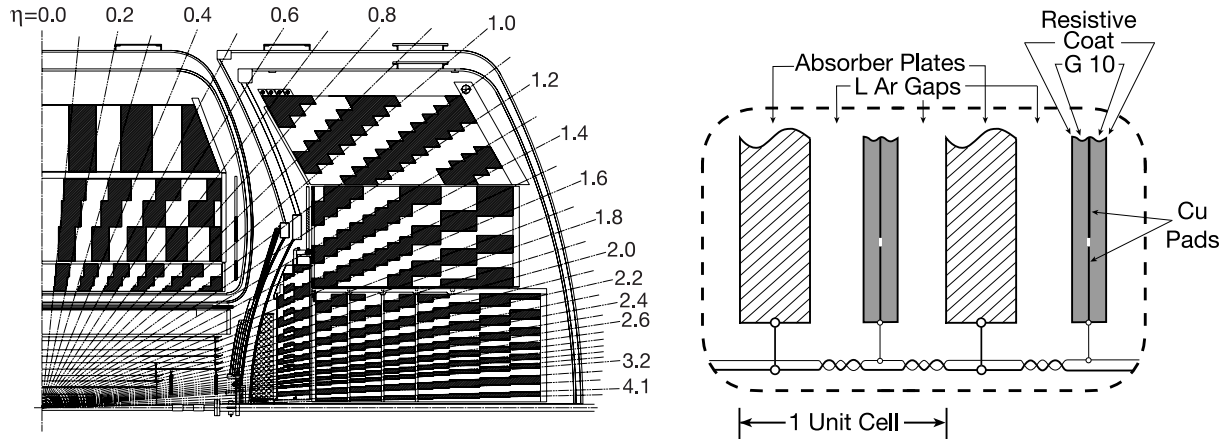 η=0.0 0.2 0.4 0.6 0.8 1.0
1.2
1.4
1.6
1.8
2.0
2.2
2.4
2.6
3.2
4.1
Resistive
Coat
G 10
Absorber Plates
L Ar Gaps
Cu
Pads
1 Unit Cell